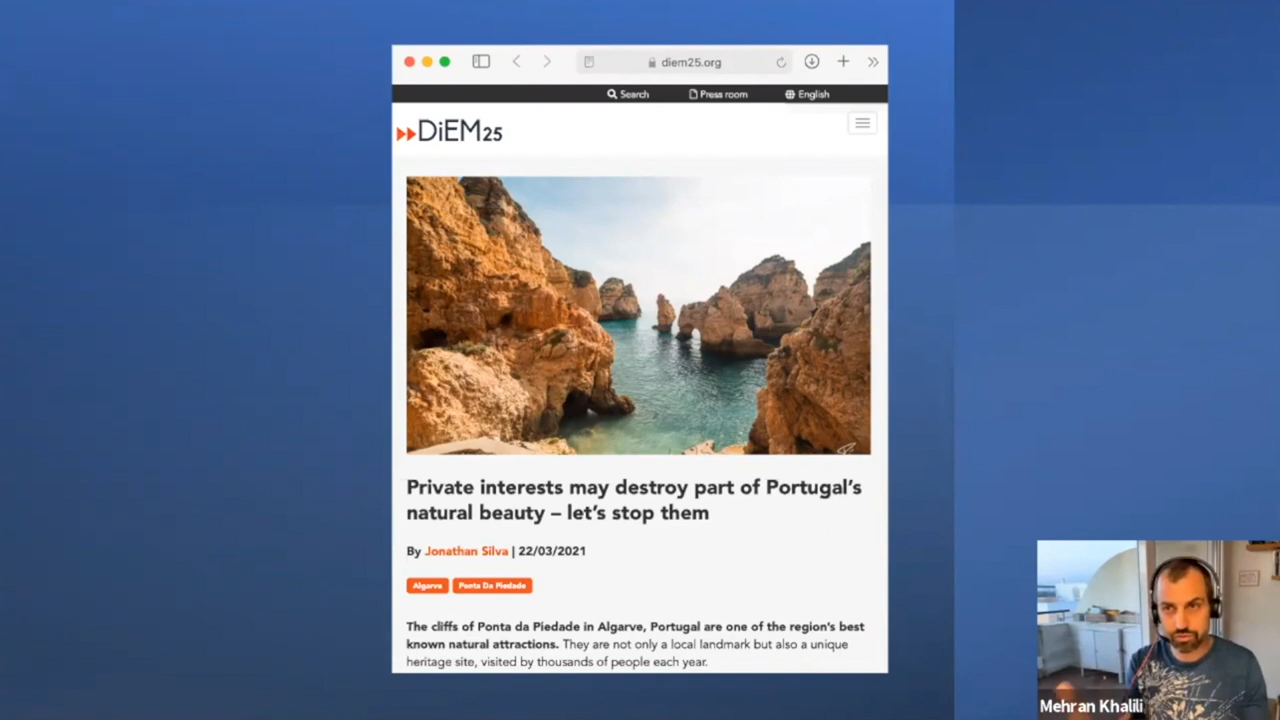 diem25.org
Search Press room English
DiEM25
Private interests may destroy part of Portugal's
natural beauty – let's stop them
By Jonathan Silva | 22/03/2021
Algarve Ponta Da Piedade
The cliffs of Ponta da Piedade in Algarve, Portugal are one of the region's best
known natural attractions. They are not only a local landmark but also a unique
heritage site, visited by thousands of people each year.
Mehran Khalili